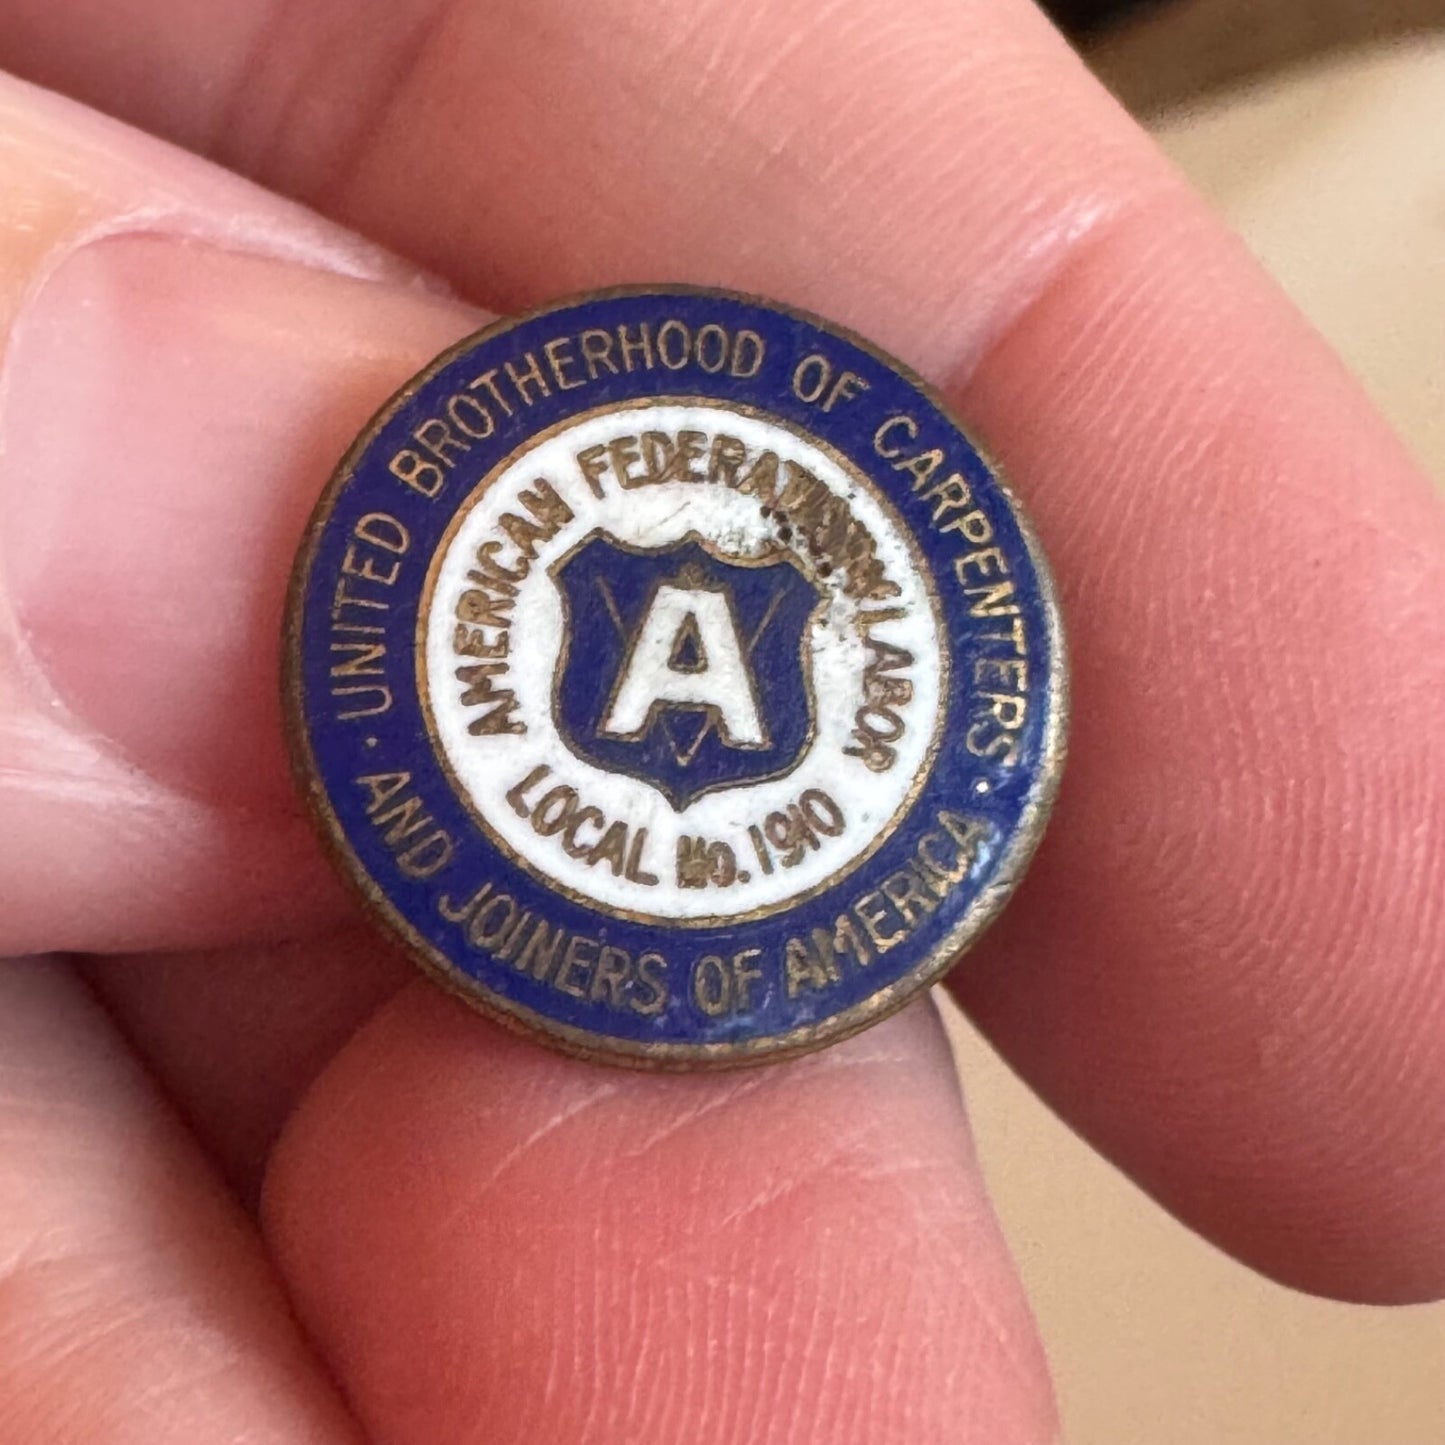 · UNITED BROTHERHOOD OF CARPENTERS ·
AND JOINERS OF AMERICA
AMERICAN FEDERATION LABOR
LOCAL NO. 1910
A